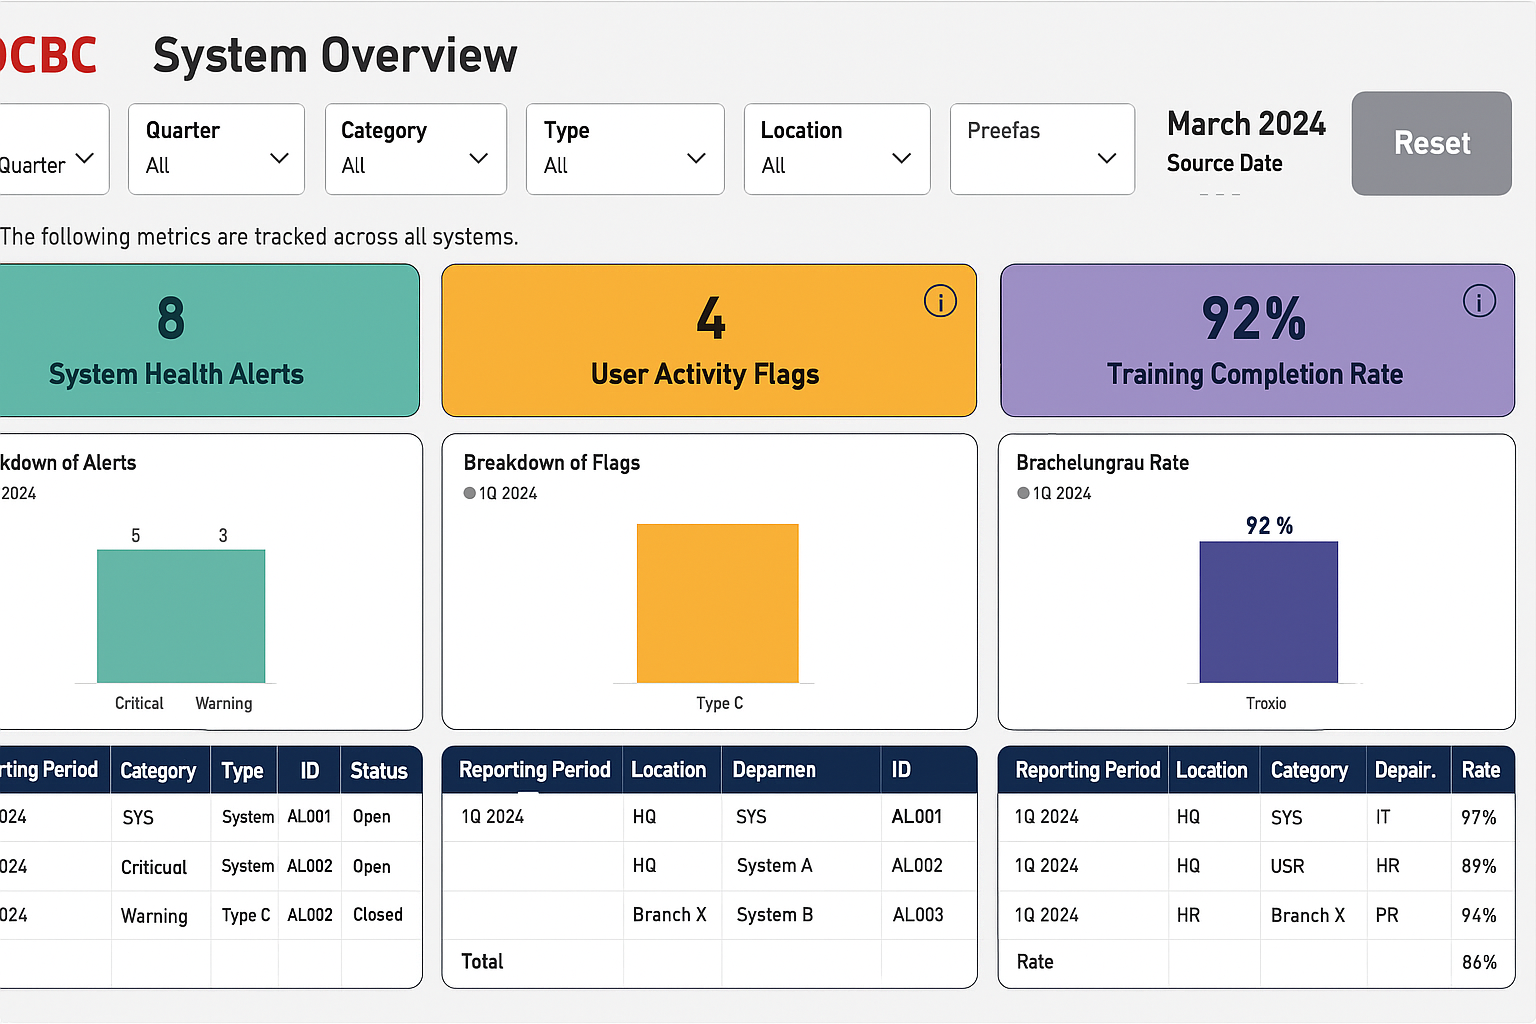 OCBC System Overview
Quarter
Quarter
All
Category
All
Type
All
Location
All
Preefas
March 2024
Source Date
Reset
The following metrics are tracked across all systems.
8
System Health Alerts
4
User Activity Flags
92%
Training Completion Rate
kdown of Alerts
2024
5 3
Critical Warning
Breakdown of Flags
1Q 2024
Type C
Brachelungrau Rate
1Q 2024
92 %
Troxio
rting Period Category Type ID Status
024 SYS System AL001 Open
024 Criticual System AL002 Open
024 Warning Type C AL002 Closed
Reporting Period Location Deparnen ID
1Q 2024 HQ SYS AL001
HQ System A AL002
Branch X System B AL003
Total
Reporting Period Location Category Depair. Rate
1Q 2024 HQ SYS IT 97%
1Q 2024 HQ USR HR 89%
1Q 2024 HR Branch X PR 94%
Rate 86%